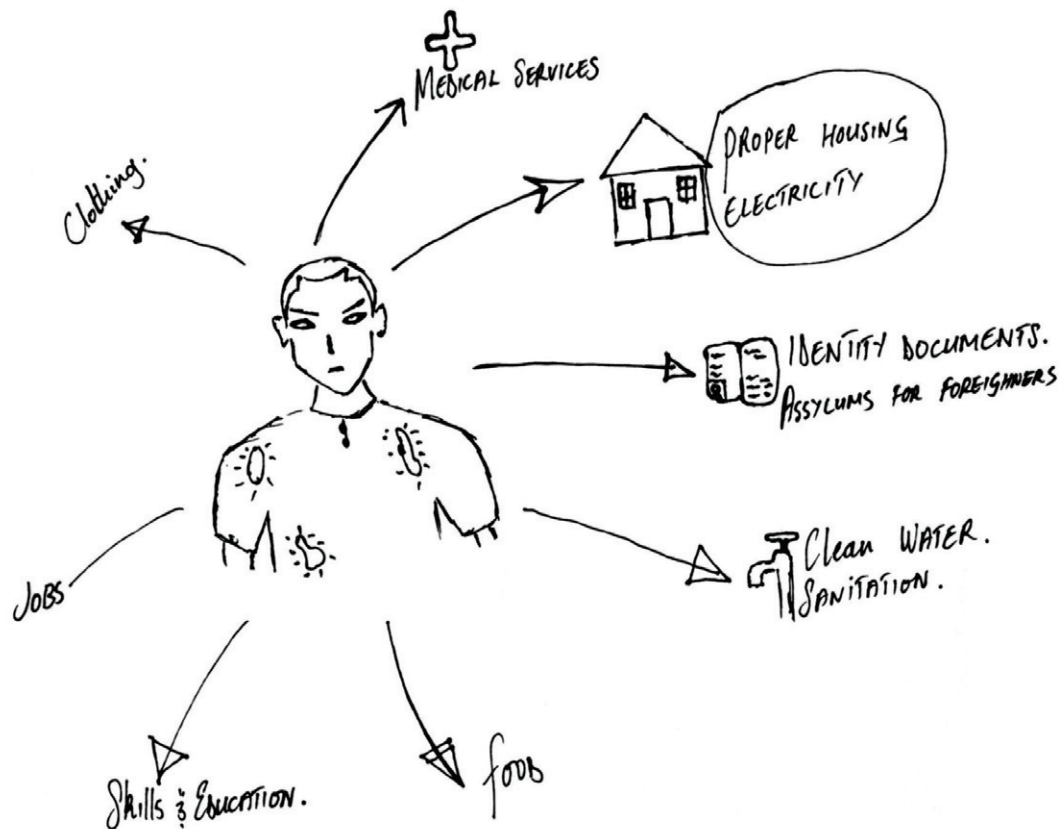 MEDICAL SERVICES
PROPER HOUSING
ELECTRICITY
Clothing.
IDENTITY DOCUMENTS.
ASSYLUMS FOR FOREIGHNERS
Clean WATER.
SANITATION.
JOBS
Skills & EDUCATION.
FOOD